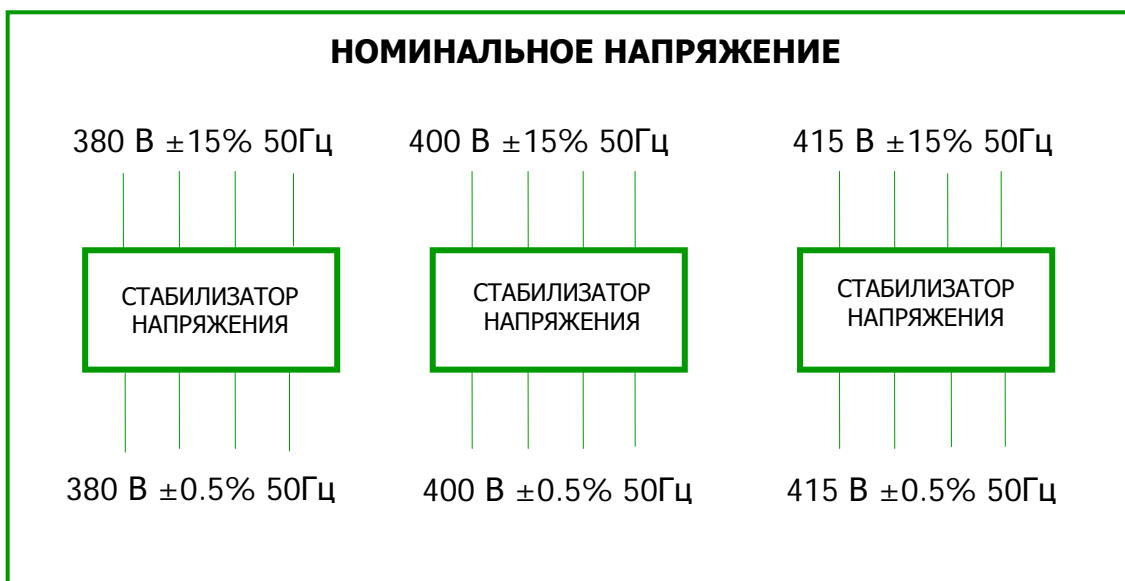 НОМИНАЛЬНОЕ НАПРЯЖЕНИЕ
380 В ±15% 50Гц
400 В ±15% 50Гц
415 В ±15% 50Гц
СТАБИЛИЗАТОР
НАПРЯЖЕНИЯ
СТАБИЛИЗАТОР
НАПРЯЖЕНИЯ
СТАБИЛИЗАТОР
НАПРЯЖЕНИЯ
380 В ±0.5% 50Гц
400 В ±0.5% 50Гц
415 В ±0.5% 50Гц